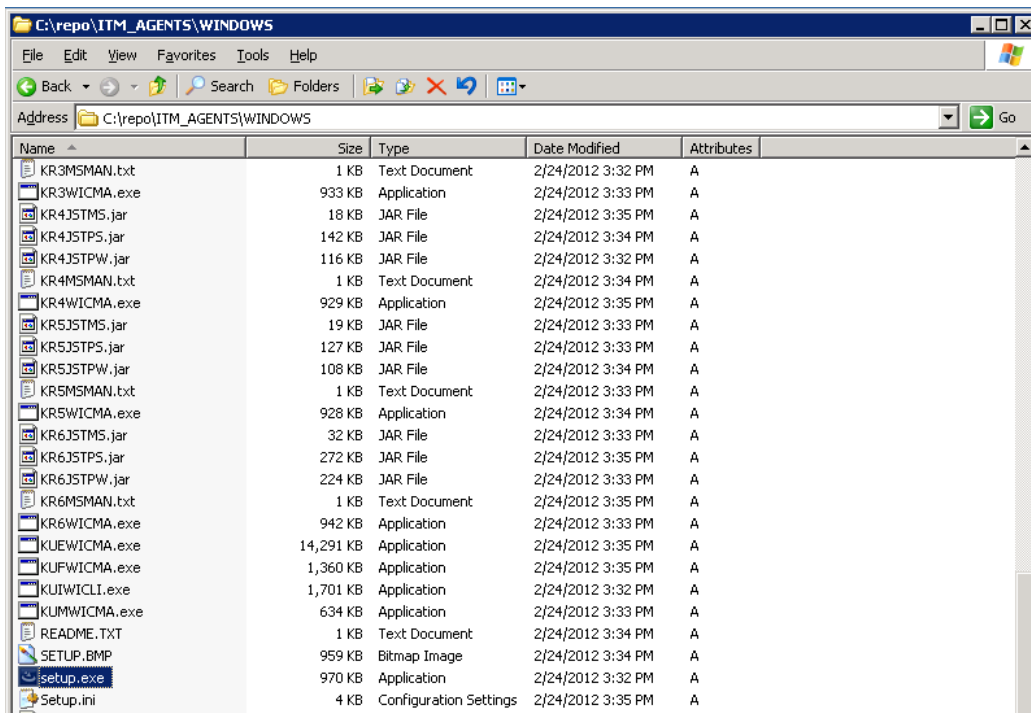 C:\repo\ITM_AGENTS\WINDOWS
File Edit View Favorites Tools Help
Back Search Folders
Address C:\repo\ITM_AGENTS\WINDOWS Go
Name Size Type Date Modified Attributes
KR3MSMAN.txt 1 KB Text Document 2/24/2012 3:32 PM A
KR3WICMA.exe 933 KB Application 2/24/2012 3:33 PM A
KR4JSTMS.jar 18 KB JAR File 2/24/2012 3:35 PM A
KR4JSTPS.jar 142 KB JAR File 2/24/2012 3:34 PM A
KR4JSTPW.jar 116 KB JAR File 2/24/2012 3:32 PM A
KR4MSMAN.txt 1 KB Text Document 2/24/2012 3:34 PM A
KR4WICMA.exe 929 KB Application 2/24/2012 3:35 PM A
KR5JSTMS.jar 19 KB JAR File 2/24/2012 3:33 PM A
KR5JSTPS.jar 127 KB JAR File 2/24/2012 3:33 PM A
KR5JSTPW.jar 108 KB JAR File 2/24/2012 3:34 PM A
KR5MSMAN.txt 1 KB Text Document 2/24/2012 3:33 PM A
KR5WICMA.exe 928 KB Application 2/24/2012 3:34 PM A
KR6JSTMS.jar 32 KB JAR File 2/24/2012 3:33 PM A
KR6JSTPS.jar 272 KB JAR File 2/24/2012 3:35 PM A
KR6JSTPW.jar 224 KB JAR File 2/24/2012 3:33 PM A
KR6MSMAN.txt 1 KB Text Document 2/24/2012 3:35 PM A
KR6WICMA.exe 942 KB Application 2/24/2012 3:33 PM A
KUEWICMA.exe 14,291 KB Application 2/24/2012 3:35 PM A
KUFWICMA.exe 1,360 KB Application 2/24/2012 3:35 PM A
KUIWICLI.exe 1,701 KB Application 2/24/2012 3:32 PM A
KUMWICMA.exe 634 KB Application 2/24/2012 3:33 PM A
README.TXT 1 KB Text Document 2/24/2012 3:34 PM A
SETUP.BMP 959 KB Bitmap Image 2/24/2012 3:34 PM A
setup.exe 970 KB Application 2/24/2012 3:32 PM A
Setup.ini 4 KB Configuration Settings 2/24/2012 3:33 PM A